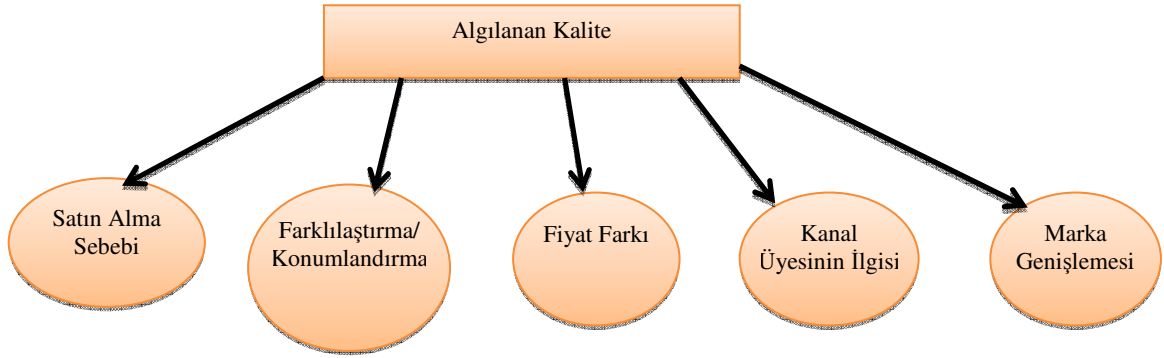 Algılanan Kalite
Satın Alma
Sebebi
Farklılaştırma/
Konumlandırma
Fiyat Farkı
Kanal
Üyesinin İlgisi
Marka
Genişlemesi